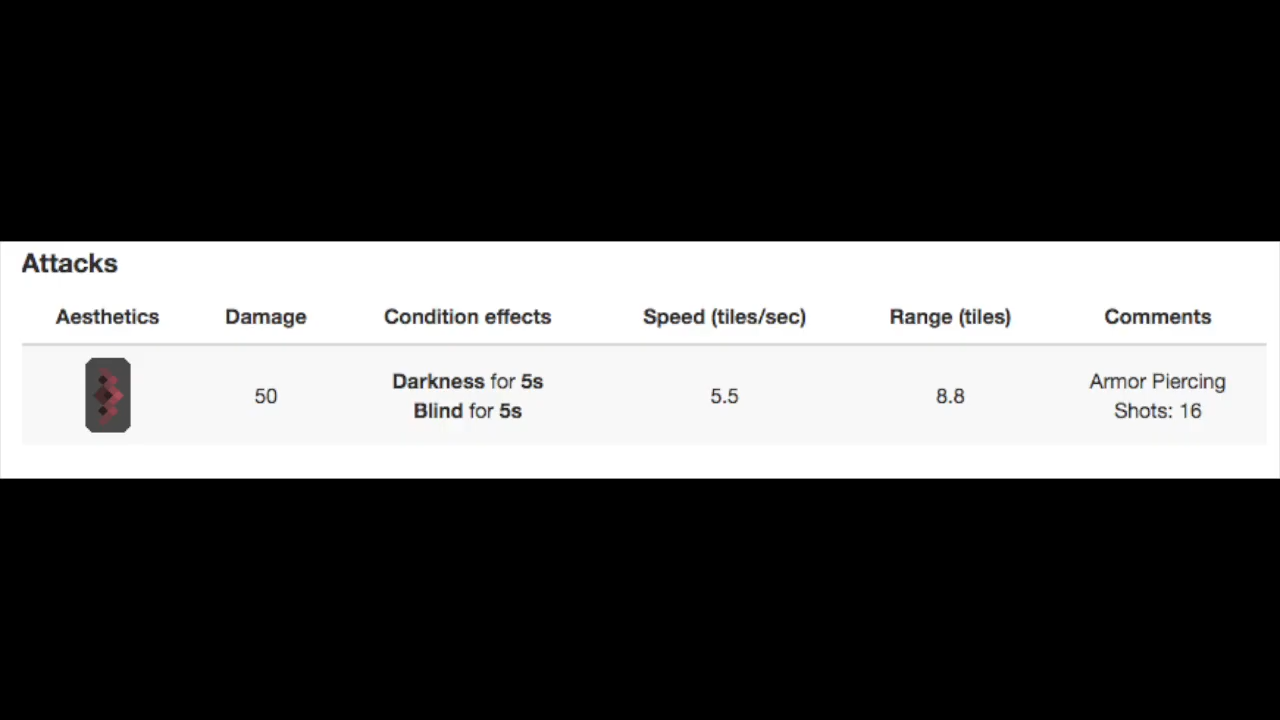 Attacks
Aesthetics Damage Condition effects Speed (tiles/sec) Range (tiles) Comments
50 Darkness for 5s 5.5 8.8 Armor Piercing
Blind for 5s Shots: 16